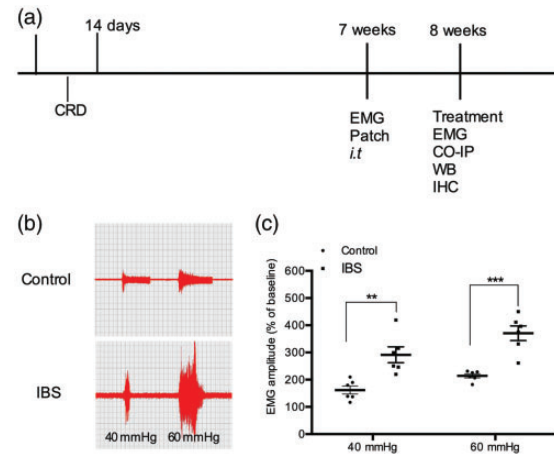 (a)
14 days
7 weeks
8 weeks
CRD
EMG
Patch
i.t
Treatment
EMG
CO-IP
WB
IHC
(b)
Control
IBS
40 mmHg
60 mmHg
(c)
Control
IBS
EMG amplitude (% of baseline)
600
500
400
300
200
100
0
**
***
40 mmHg
60 mmHg